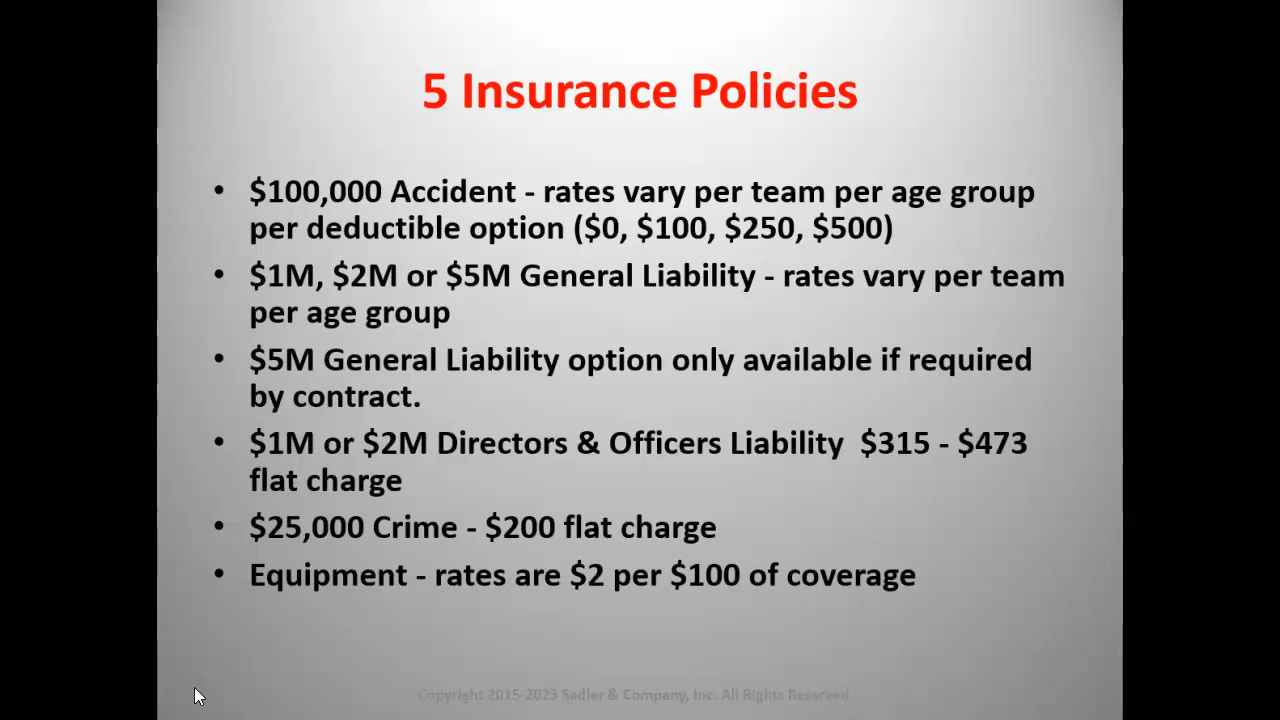 5 Insurance Policies
• $100,000 Accident - rates vary per team per age group
per deductible option ($0, $100, $250, $500)
• $1M, $2M or $5M General Liability - rates vary per team
per age group
• $5M General Liability option only available if required
by contract.
• $1M or $2M Directors & Officers Liability  $315 - $473
flat charge
• $25,000 Crime - $200 flat charge
• Equipment - rates are $2 per $100 of coverage
Copyright 2015-2023 Sadler & Company, Inc. All Rights Reserved